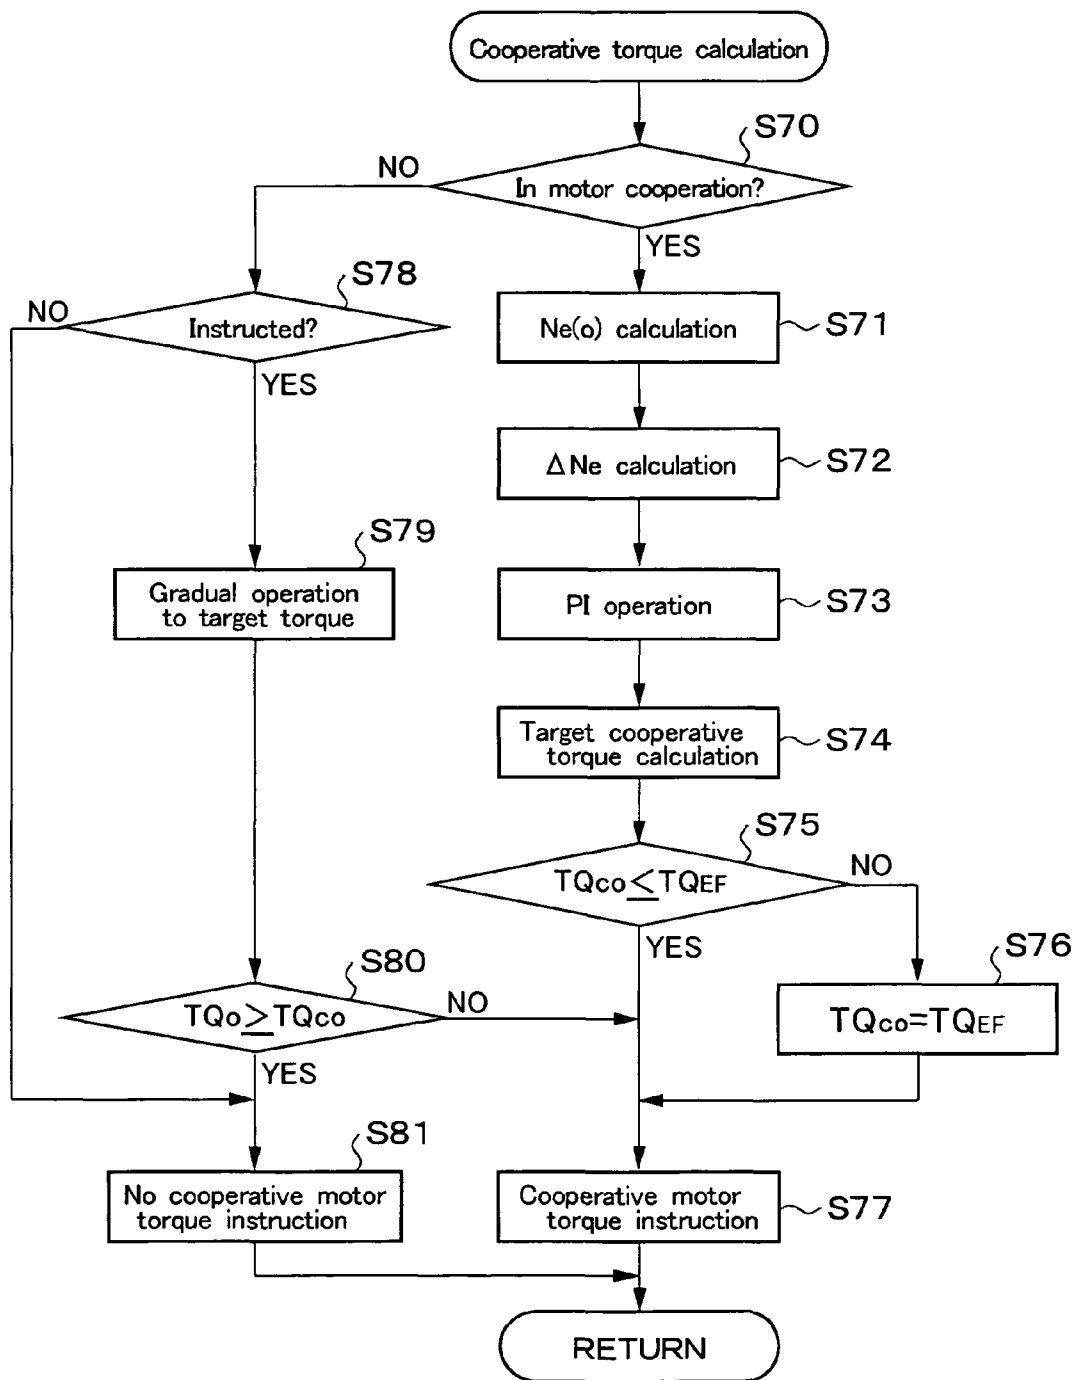 Cooperative torque calculation
S70
NO
In motor cooperation?
YES
S78
NO
Instructed?
YES
Ne(o) calculation
S71
ΔNe calculation
S72
S79
Gradual operation
to target torque
PI operation
S73
Target cooperative
torque calculation
S74
S75
TQco≦TQEF
NO
YES
S76
TQco=TQEF
S80
TQo≧TQco
NO
YES
S81
No cooperative motor
torque instruction
Cooperative motor
torque instruction
S77
RETURN